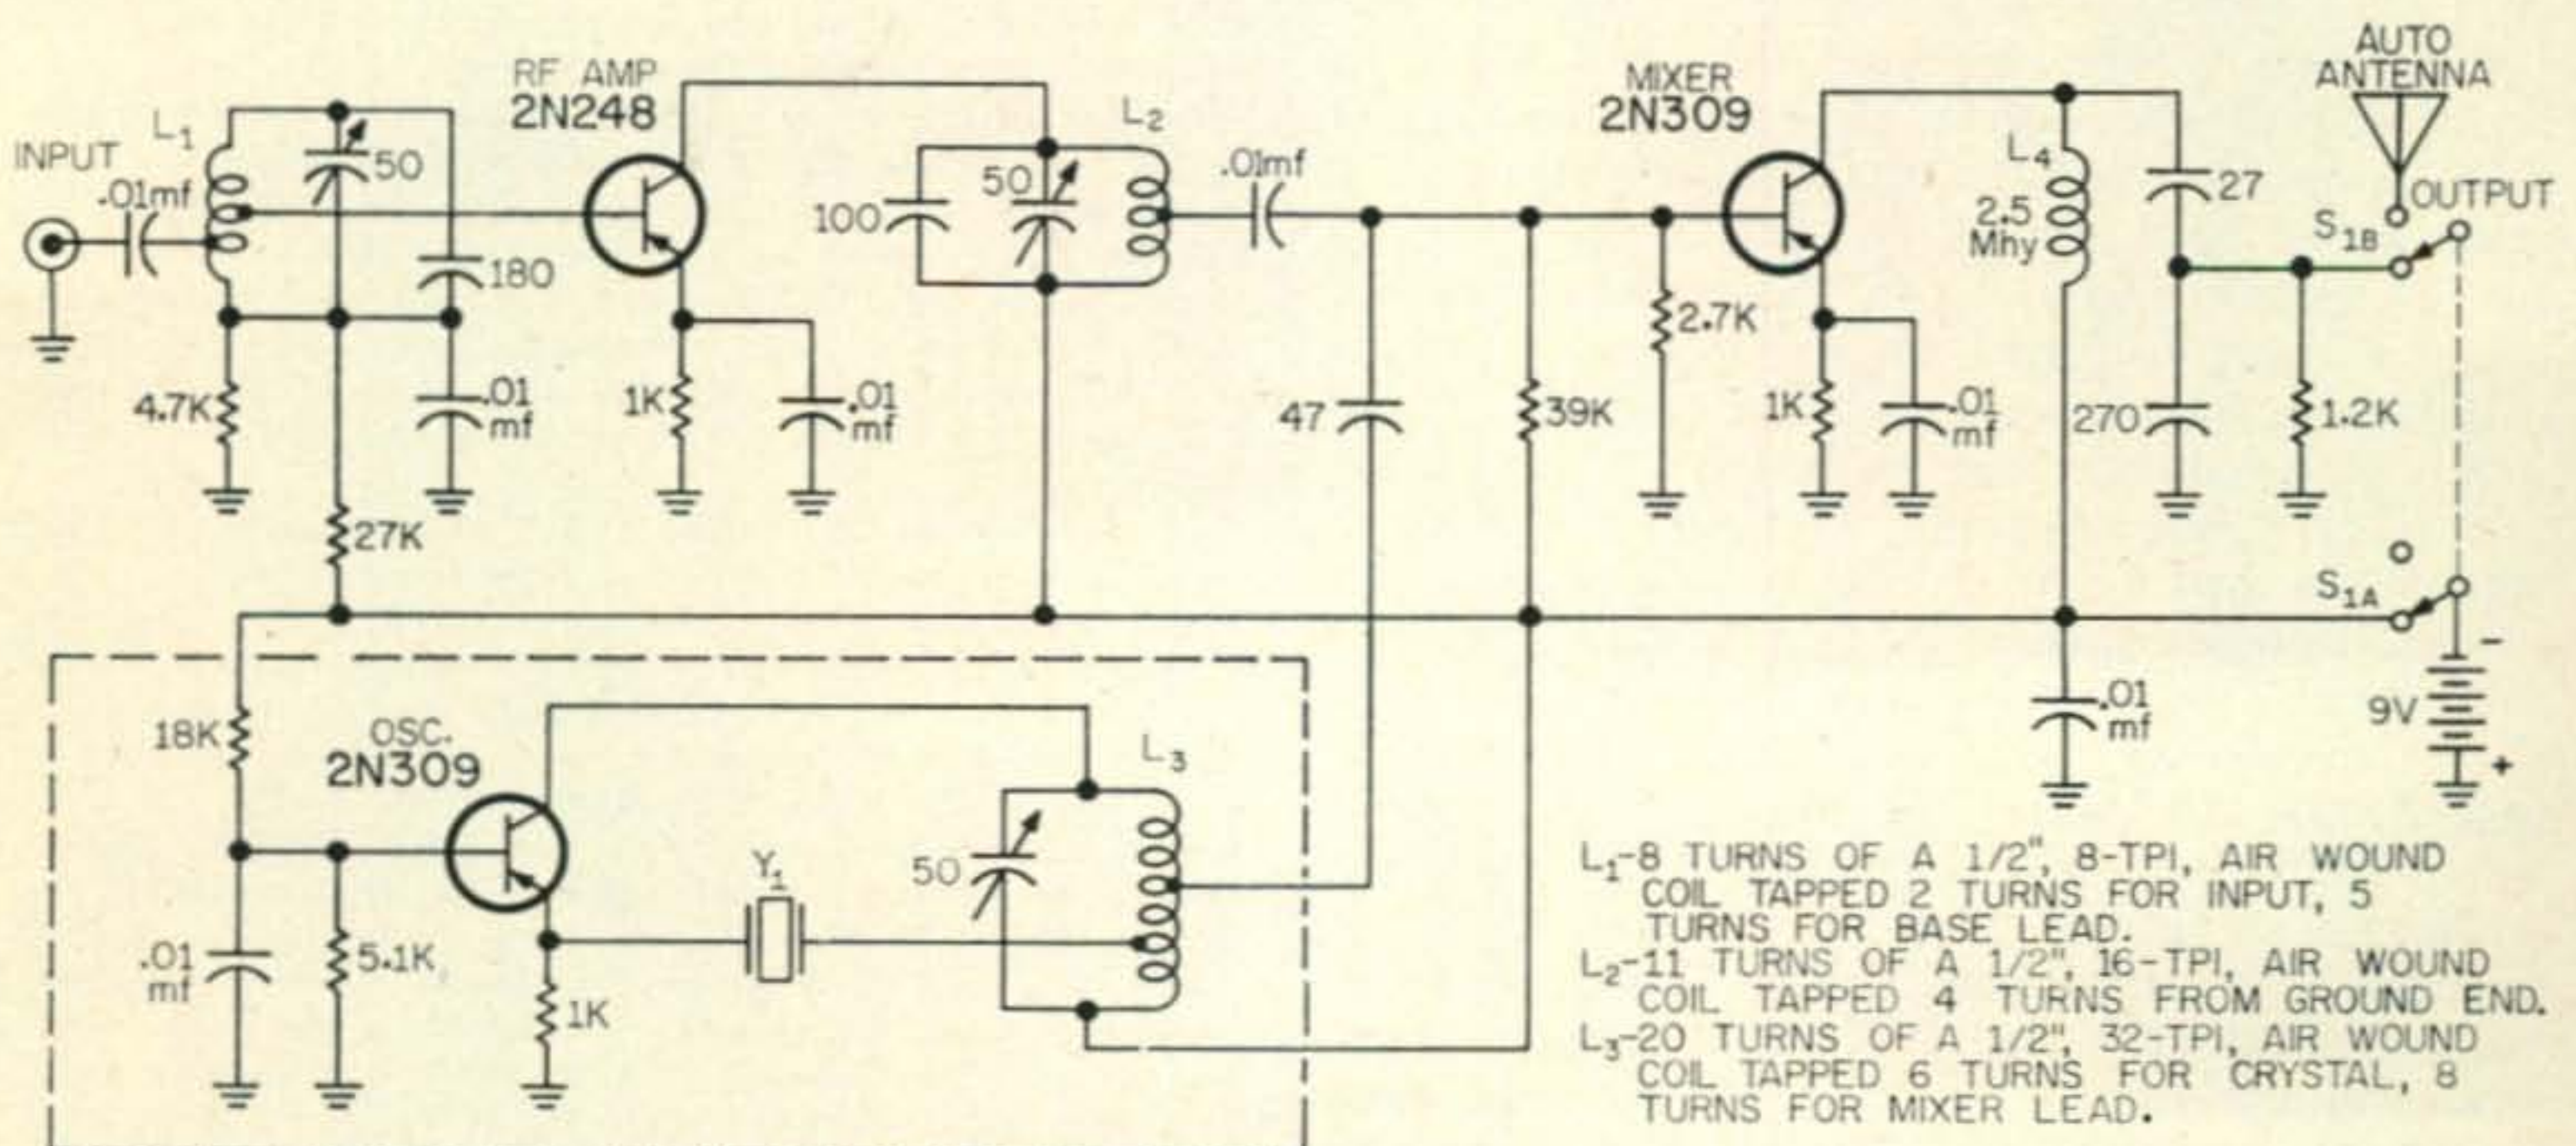 INPUT
.01mf
L1
50
180
4.7K
.01
mf
27K
RF AMP
2N248
1K
.01
mf
100
50
L2
.01mf
47
39K
2.7K
MIXER
2N309
1K
.01
mf
L4
2.5
Mhy
27
270
1.2K
AUTO
ANTENNA
OUTPUT
S1B
S1A
-
9V
+
.01
mf
18K
OSC.
2N309
.01
mf
5.1K
1K
Y1
50
L3
L1-8 TURNS OF A 1/2", 8-TPI, AIR WOUND
COIL TAPPED 2 TURNS FOR INPUT, 5
TURNS FOR BASE LEAD.
L2-11 TURNS OF A 1/2", 16-TPI, AIR WOUND
COIL TAPPED 4 TURNS FROM GROUND END.
L3-20 TURNS OF A 1/2", 32-TPI, AIR WOUND
COIL TAPPED 6 TURNS FOR CRYSTAL, 8
TURNS FOR MIXER LEAD.